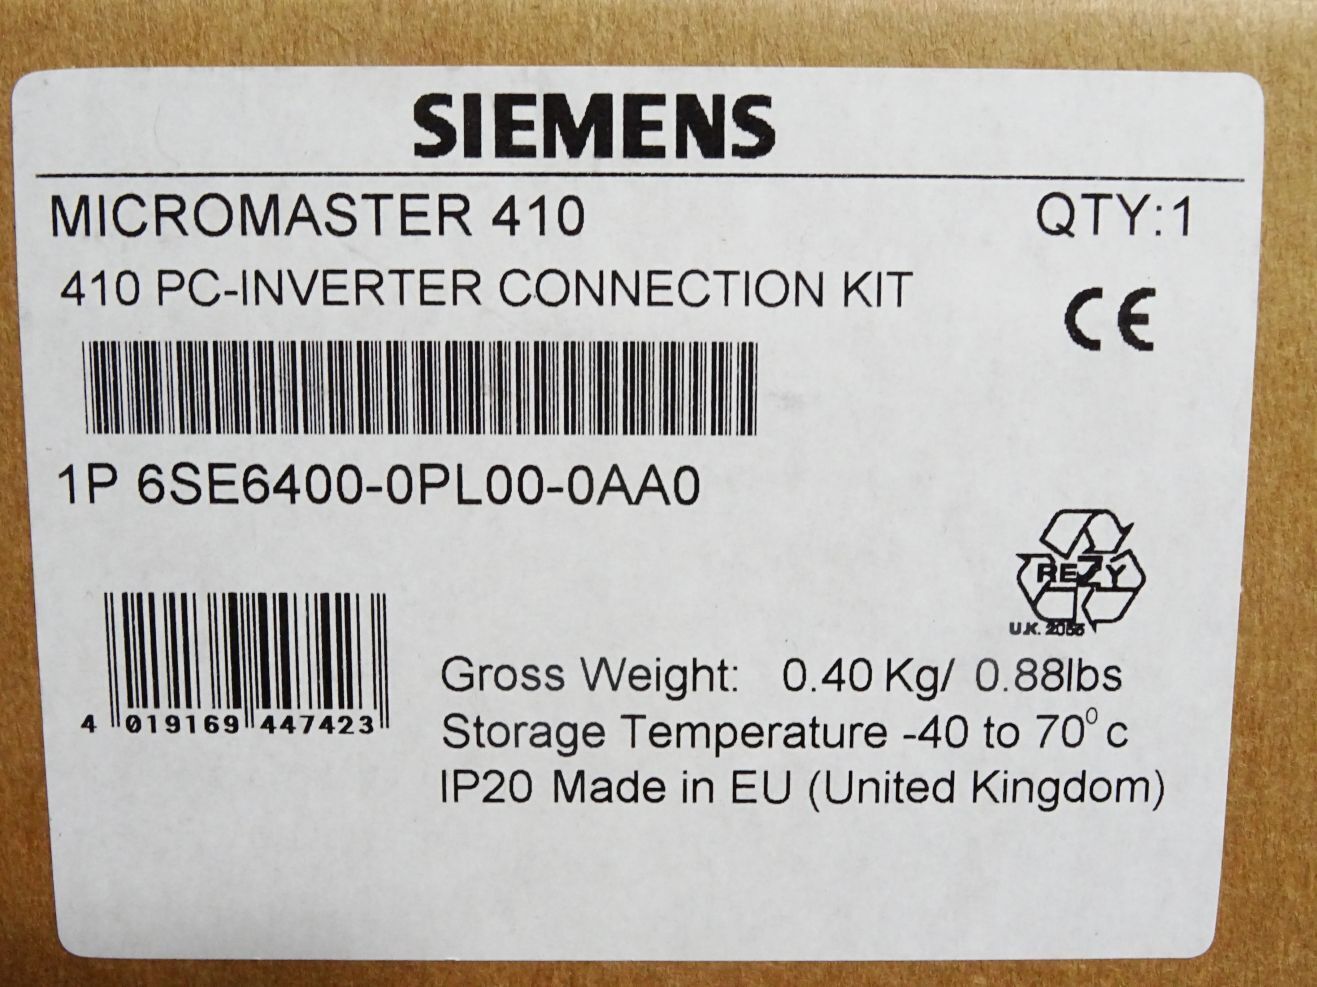 SIEMENS
MICROMASTER 410 QTY:1
410 PC-INVERTER CONNECTION KIT
CE
1P 6SE6400-0PL00-0AA0
REZY
U.K. 2055
Gross Weight: 0.40 Kg/ 0.88lbs
4 019169 447423
Storage Temperature -40 to 70° c
IP20 Made in EU (United Kingdom)